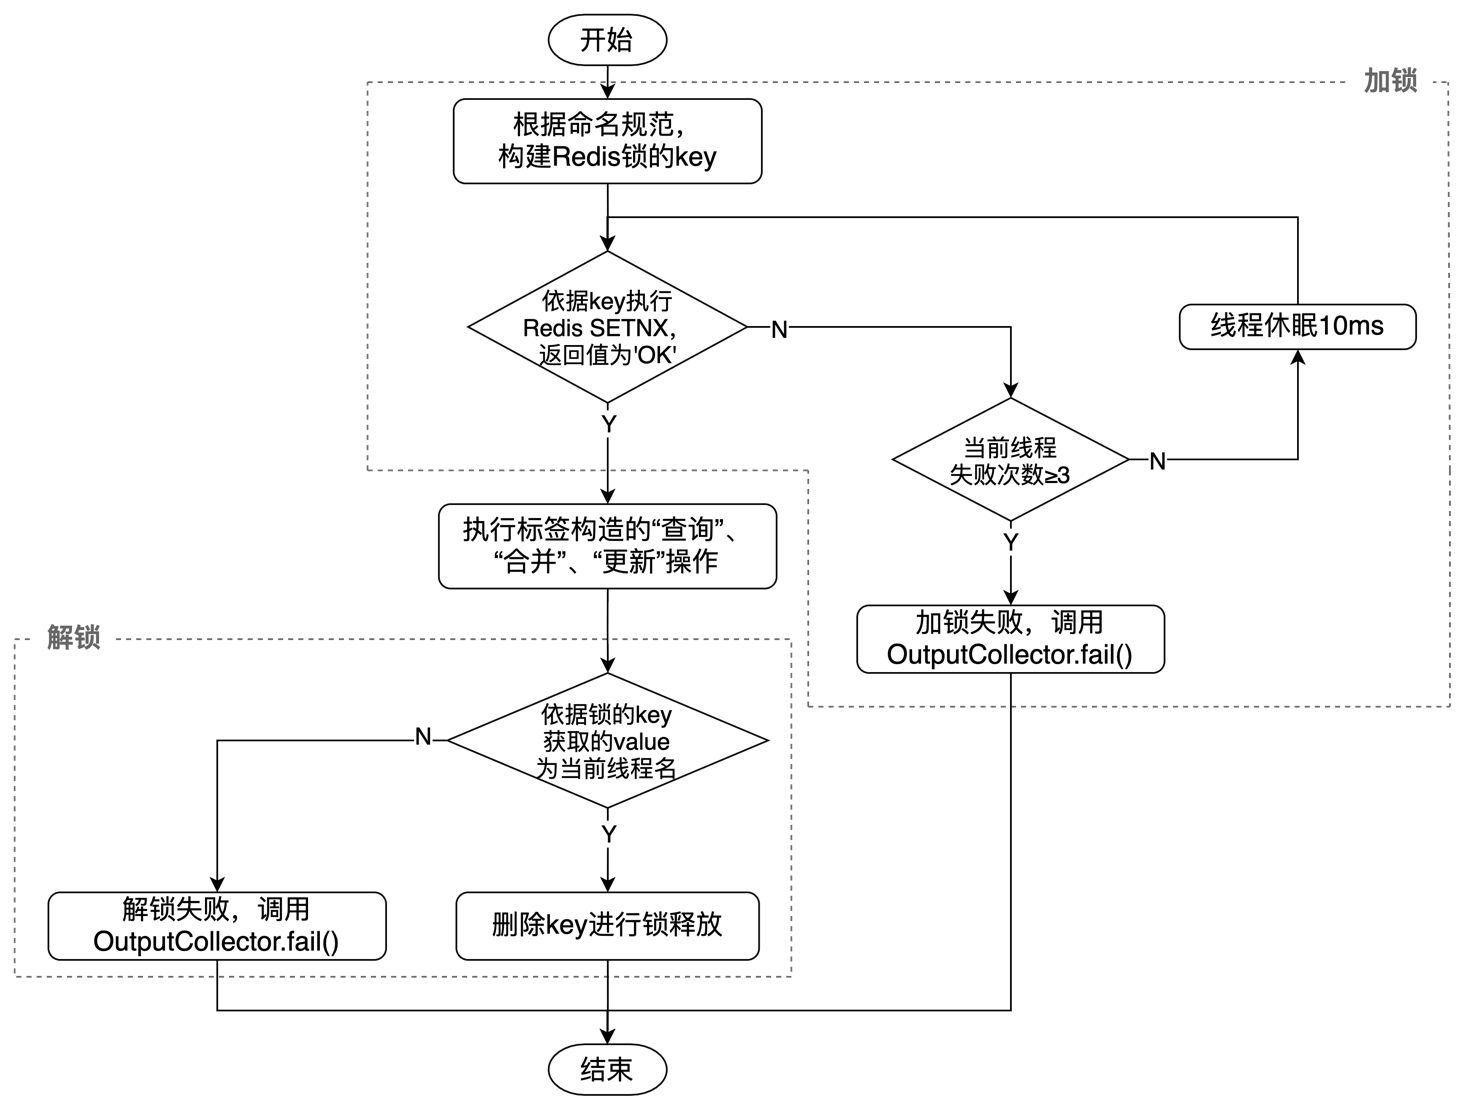 开始
加锁
根据命名规范，
构建Redis锁的key
依据key执行
Redis SETNX，
返回值为'OK'
N
线程休眠10ms
Y
当前线程
失败次数≥3
N
执行标签构造的“查询”、
“合并”、“更新”操作
Y
加锁失败，调用
OutputCollector.fail()
解锁
依据锁的key
获取的value
为当前线程名
N
Y
解锁失败，调用
OutputCollector.fail()
删除key进行锁释放
结束